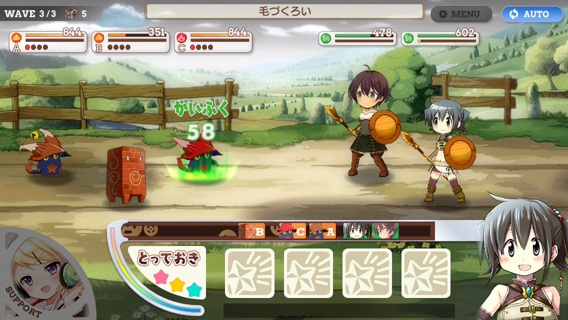 WAVE 3/3 5
毛づくろい
MENU
AUTO
844
351
844
478
602
A
B
C
かいふく
58
B
C
A
とっておき
SUPPORT